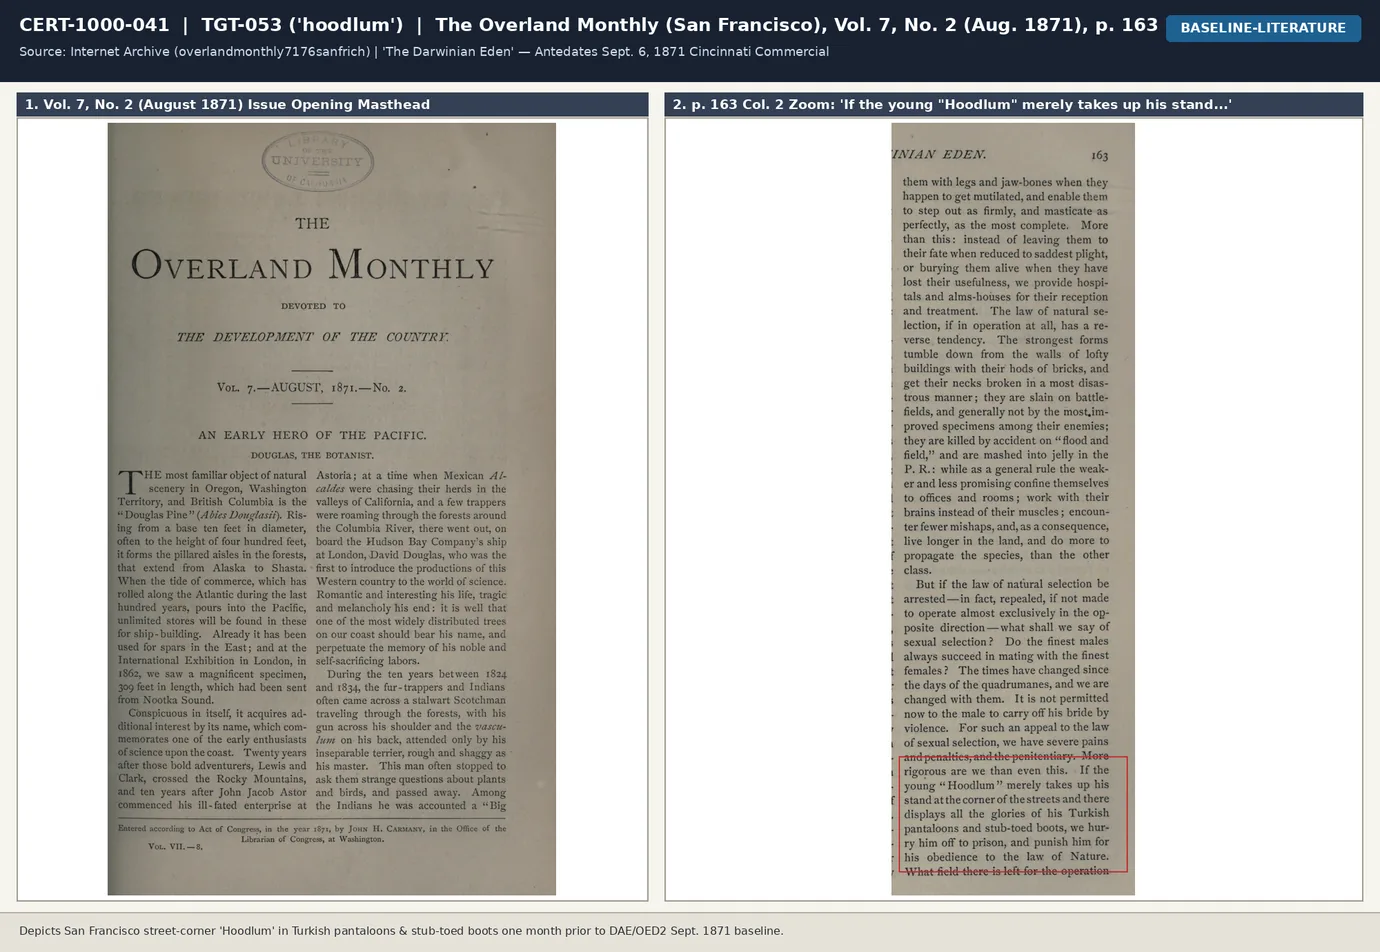 CERT-1000-041 | TGT-053 ('hoodlum') | The Overland Monthly (San Francisco), Vol. 7, No. 2 (Aug. 1871), p. 163
BASELINE-LITERATURE
Source: Internet Archive (overlandmonthly7176sanfrich) | 'The Darwinian Eden' — Antedates Sept. 6, 1871 Cincinnati Commercial
1. Vol. 7, No. 2 (August 1871) Issue Opening Masthead
LIBRARY
OF THE
UNIVERSITY
OF CALIFORNIA
THE
OVERLAND MONTHLY
DEVOTED TO
THE DEVELOPMENT OF THE COUNTRY.
VOL. 7.—AUGUST, 1871.—No. 2.
AN EARLY HERO OF THE PACIFIC.
DOUGLAS, THE BOTANIST.
THE most familiar object of natural
scenery in Oregon, Washington
Territory, and British Columbia is the
“Douglas Pine” (Abies Douglasii). Ris-
ing from a base ten feet in diameter,
often to the height of four hundred feet,
it forms the pillared aisles in the forests,
that extend from Alaska to Shasta.
When the tide of commerce, which has
rolled along the Atlantic during the last
hundred years, pours into the Pacific,
unlimited stores will be found in these
for ship-building. Already it has been
used for spars in the East; and at the
International Exhibition in London, in
1862, we saw a magnificent specimen,
309 feet in length, which had been sent
from Nootka Sound.
Conspicuous in itself, it acquires ad-
ditional interest by its name, which com-
memorates one of the early enthusiasts
of science upon the coast. Twenty years
after those bold adventurers, Lewis and
Clark, crossed the Rocky Mountains,
and ten years after John Jacob Astor
commenced his ill-fated enterprise at
Astoria; at a time when Mexican Al-
caldes were chasing their herds in the
valleys of California, and a few trappers
were roaming through the forests around
the Columbia River, there went out, on
board the Hudson Bay Company's ship
at London, David Douglas, who was the
first to introduce the productions of this
Western country to the world of science.
Romantic and interesting his life, tragic
and melancholy his end: it is well that
one of the most widely distributed trees
on our coast should bear his name, and
perpetuate the memory of his noble and
self-sacrificing labors.
During the ten years between 1824
and 1834, the fur-trappers and Indians
often came across a stalwart Scotchman
traveling through the forests, with his
gun across his shoulder and the vascu-
lum on his back, attended only by his
inseparable terrier, rough and shaggy as
his master. This man often stopped to
ask them strange questions about plants
and birds, and passed away. Among
the Indians he was accounted a “Big
Entered according to Act of Congress, in the year 1871, by JOHN H. CARMANY, in the Office of the
Librarian of Congress, at Washington.
VOL. VII.—8.
2. p. 163 Col. 2 Zoom: 'If the young "Hoodlum" merely takes up his stand...'
INIAN EDEN. 163
them with legs and jaw-bones when they
happen to get mutilated, and enable them
to step out as firmly, and masticate as
perfectly, as the most complete. More
than this: instead of leaving them to
their fate when reduced to saddest plight,
or burying them alive when they have
lost their usefulness, we provide hospi-
tals and alms-houses for their reception
and treatment. The law of natural se-
lection, if in operation at all, has a re-
verse tendency. The strongest forms
tumble down from the walls of lofty
buildings with their hods of bricks, and
get their necks broken in a most disas-
trous manner; they are slain on battle-
fields, and generally not by the most im-
proved specimens among their enemies;
they are killed by accident on “flood and
field,” and are mashed into jelly in the
P. R.: while as a general rule the weak-
er and less promising confine themselves
to offices and rooms; work with their
brains instead of their muscles; encoun-
ter fewer mishaps, and, as a consequence,
live longer in the land, and do more to
propagate the species, than the other
class.
But if the law of natural selection be
arrested—in fact, repealed, if not made
to operate almost exclusively in the op-
posite direction—what shall we say of
sexual selection? Do the finest males
always succeed in mating with the finest
females? The times have changed since
the days of the quadrumanes, and we are
changed with them. It is not permitted
now to the male to carry off his bride by
violence. For such an appeal to the law
of sexual selection, we have severe pains
and penalties, and the penitentiary. More
rigorous are we than even this. If the
young “Hoodlum” merely takes up his
stand at the corner of the streets and there
displays all the glories of his Turkish
pantaloons and stub-toed boots, we hur-
ry him off to prison, and punish him for
his obedience to the law of Nature.
What field there is left for the operation
Depicts San Francisco street-corner 'Hoodlum' in Turkish pantaloons & stub-toed boots one month prior to DAE/OED2 Sept. 1871 baseline.